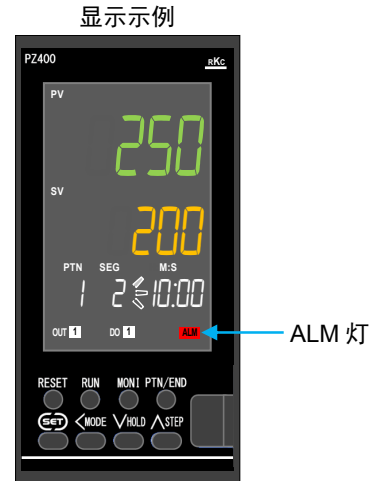 显示示例
PZ400
RKC
PV
250
SV
200
PTN SEG M:S
1 2 10:00
OUT 1 DO 1 ALM
ALM 灯
RESET RUN MONI PTN/END
SET <MODE ∨HOLD ∧STEP